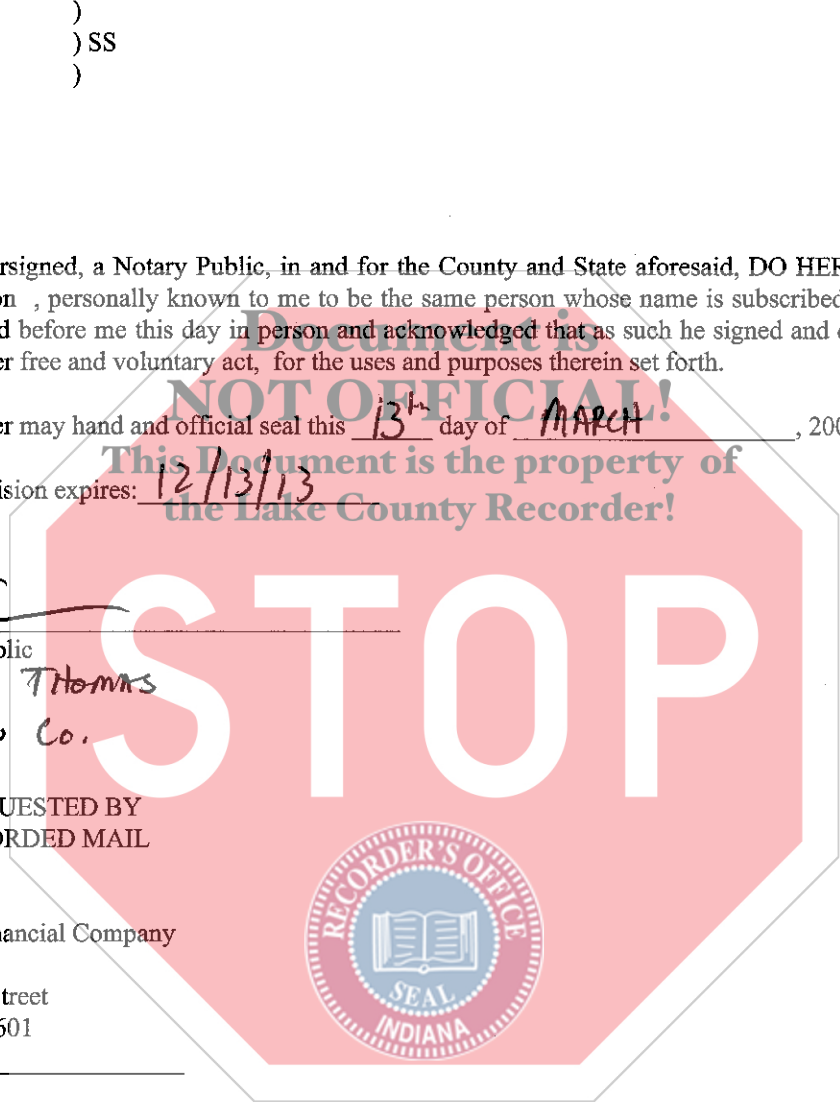 )
) SS
)
rsigned, a Notary Public, in and for the County and State aforesaid, DO HER
on , personally known to me to be the same person whose name is subscribed
d before me this day in person and acknowledged that as such he signed and
er free and voluntary act, for the uses and purposes therein set forth.
Document is
NOT OFFICIAL!
This Document is the property of
the Lake County Recorder!
er may hand and official seal this 13th day of MARCH, 200
sion expires: 12/13/13
STOP
blic
THOMAS
Co.
UESTED BY
ORDED MAIL
nancial Company
treet
601
RECORDER'S OFFICE
SEAL
INDIANA